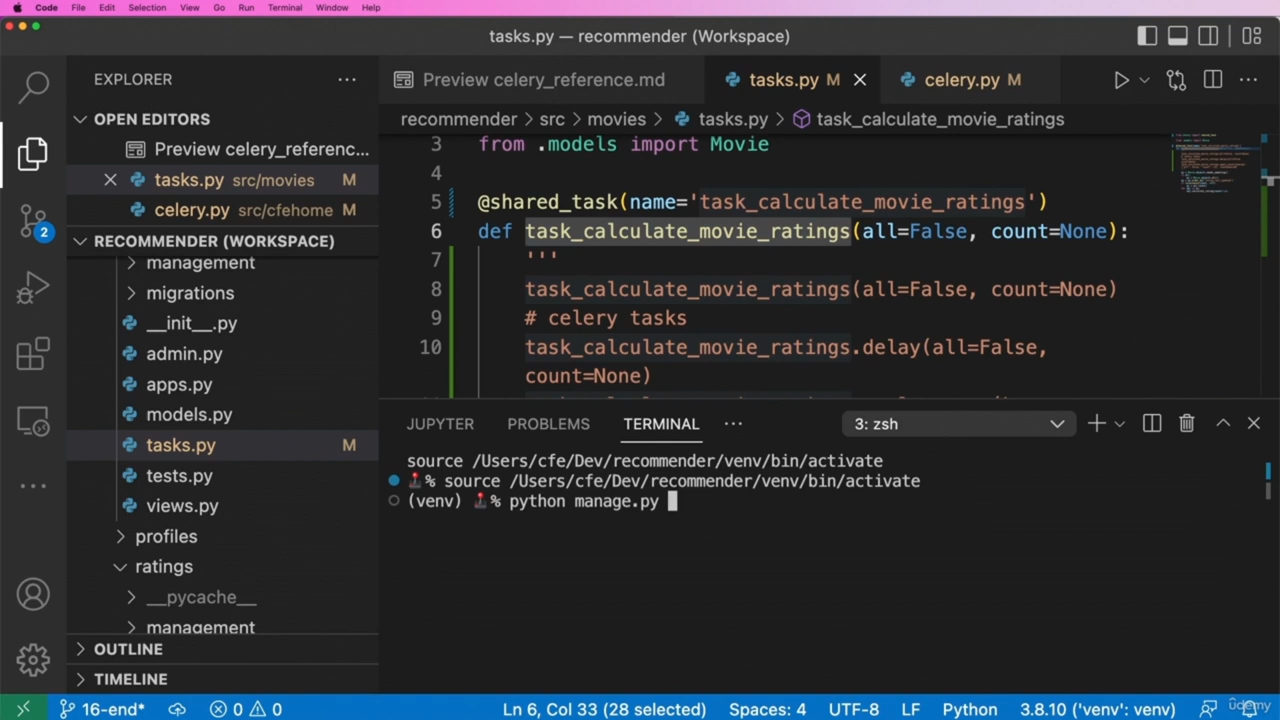 Code File Edit Selection View Go Run Terminal Window Help
tasks.py — recommender (Workspace)
EXPLORER
OPEN EDITORS
Preview celery_referenc...
tasks.py src/movies M
celery.py src/cfehome M
2
RECOMMENDER (WORKSPACE)
management
migrations
__init__.py
admin.py
apps.py
models.py
tasks.py M
tests.py
views.py
profiles
ratings
__pycache__
management
OUTLINE
TIMELINE
Preview celery_reference.md tasks.py M celery.py M
recommender > src > movies > tasks.py > task_calculate_movie_ratings
3 from .models import Movie
4
5 @shared_task(name='task_calculate_movie_ratings')
6 def task_calculate_movie_ratings(all=False, count=None):
7 '''
8 task_calculate_movie_ratings(all=False, count=None)
9 # celery tasks
10 task_calculate_movie_ratings.delay(all=False,
count=None)
JUPYTER PROBLEMS TERMINAL ... 3: zsh
source /Users/cfe/Dev/recommender/venv/bin/activate
% source /Users/cfe/Dev/recommender/venv/bin/activate
(venv) % python manage.py
16-end* 0 0 Ln 6, Col 33 (28 selected) Spaces: 4 UTF-8 LF Python 3.8.10 ('venv': venv)
udemy